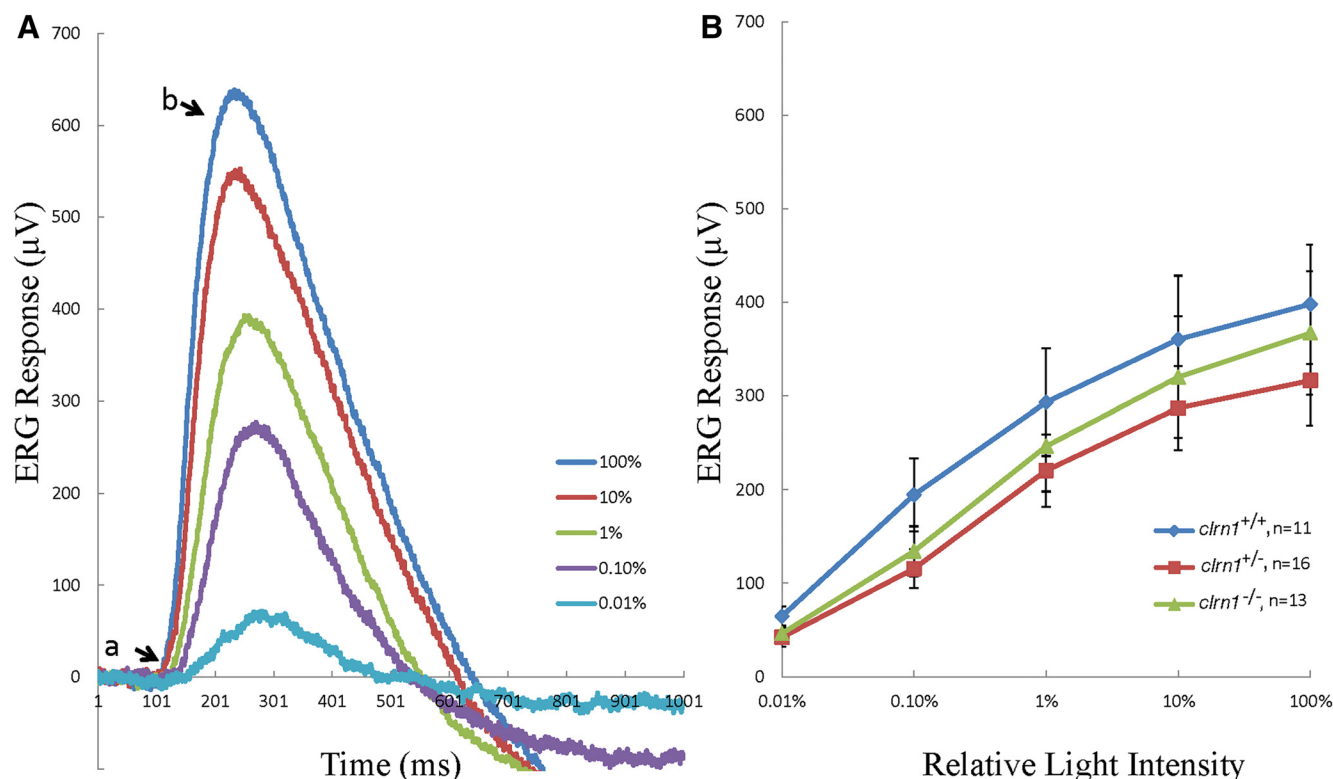 A
700
600
500
400
300
200
100
0
ERG Response (µV)
b
a
100%
10%
1%
0.10%
0.01%
1 101 201 301 401 501 601 701 801 901 1001
Time (ms)
B
700
600
500
400
300
200
100
0
ERG Response (µV)
clrn1+/+, n=11
clrn1+/-, n=16
clrn1-/-, n=13
0.01% 0.10% 1% 10% 100%
Relative Light Intensity